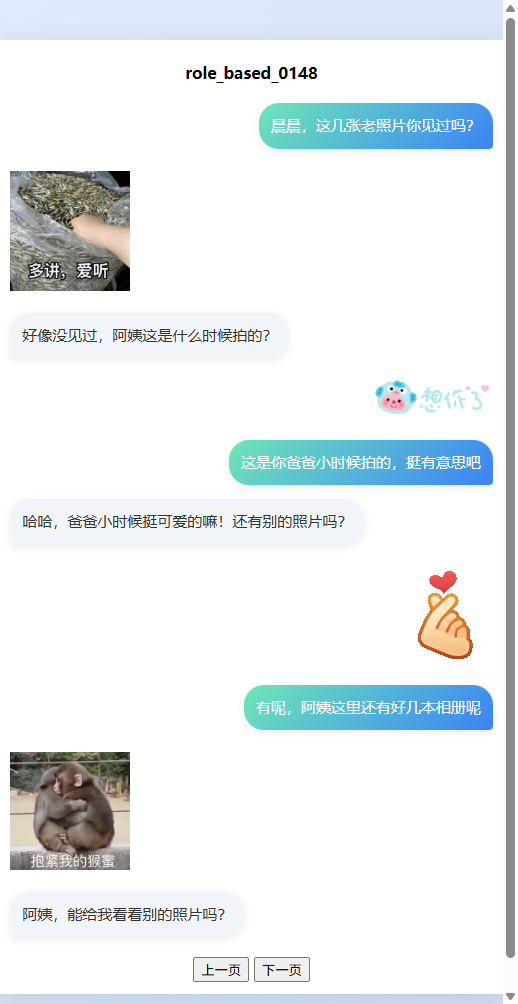 role_based_0148
晨晨，这几张老照片你见过吗？
多讲，爱听
好像没见过，阿姨这是什么时候拍的？
想你了
这是你爸爸小时候拍的，挺有意思吧
哈哈，爸爸小时候挺可爱的嘛！还有别的照片吗？
有呢，阿姨这里还有好几本相册呢
抱紧我的猴蜜
阿姨，能给我看看别的照片吗？
上一页 下一页